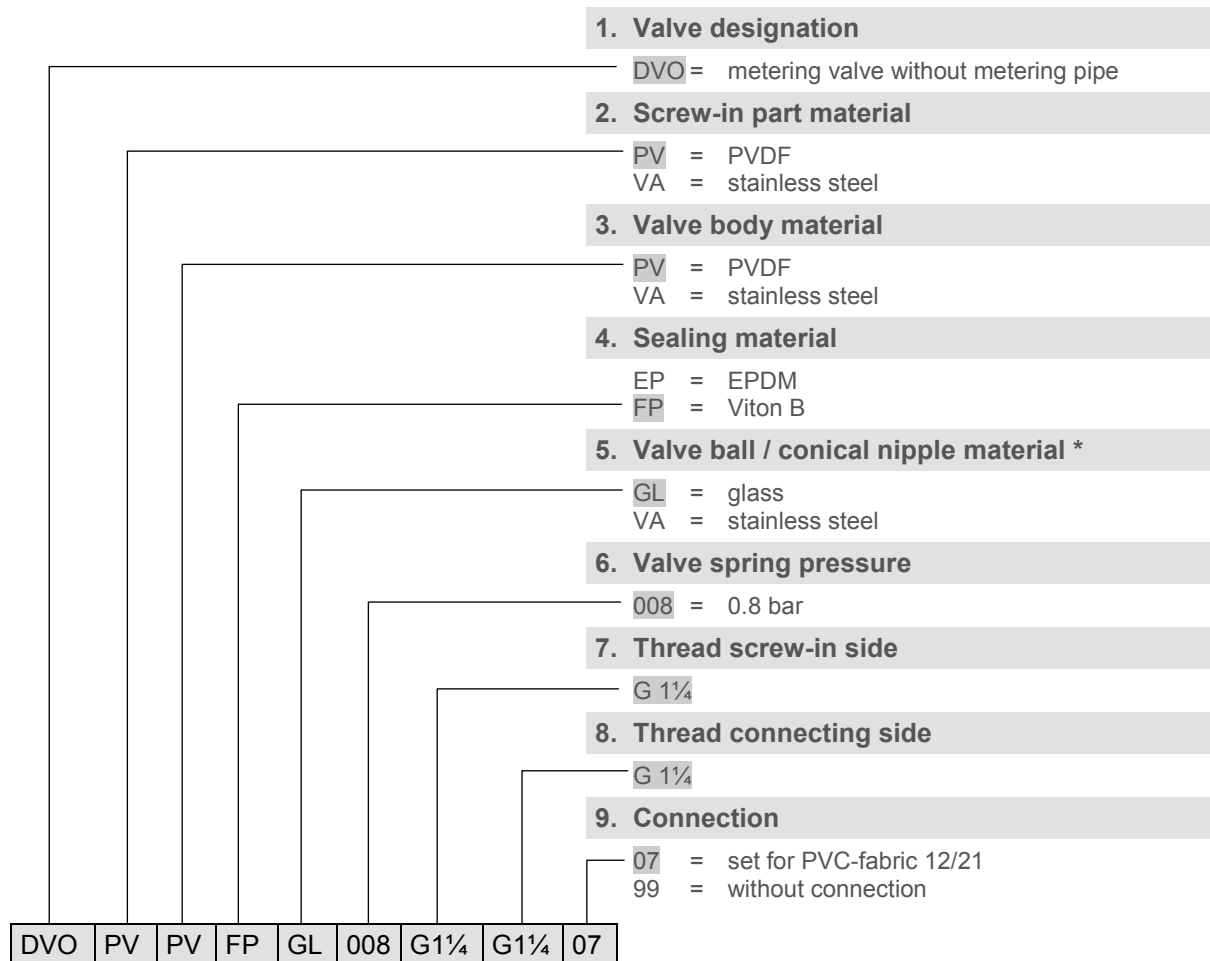 1. Valve designation
DVO = metering valve without metering pipe
2. Screw-in part material
PV = PVDF
VA = stainless steel
3. Valve body material
PV = PVDF
VA = stainless steel
4. Sealing material
EP = EPDM
FP = Viton B
5. Valve ball / conical nipple material *
GL = glass
VA = stainless steel
6. Valve spring pressure
008 = 0.8 bar
7. Thread screw-in side
G 1¼
8. Thread connecting side
G 1¼
9. Connection
07 = set for PVC-fabric 12/21
99 = without connection
DVO PV PV FP GL 008 G1¼ G1¼ 07